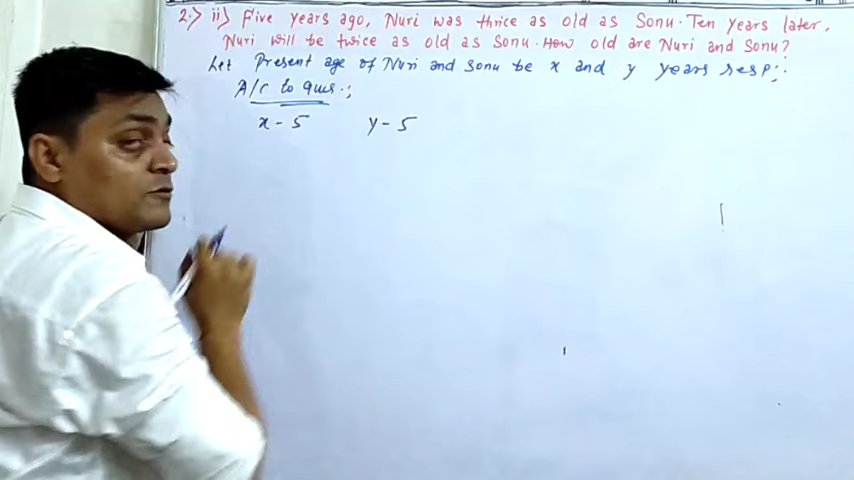 2.> ii> Five years ago, Nuri was thrice as old as Sonu. Ten years later,
Nuri will be twice as old as Sonu. How old are Nuri and Sonu?
Let Present age of Nuri and Sonu be x and y years resp;.
A/c to ques.;
x - 5 y - 5